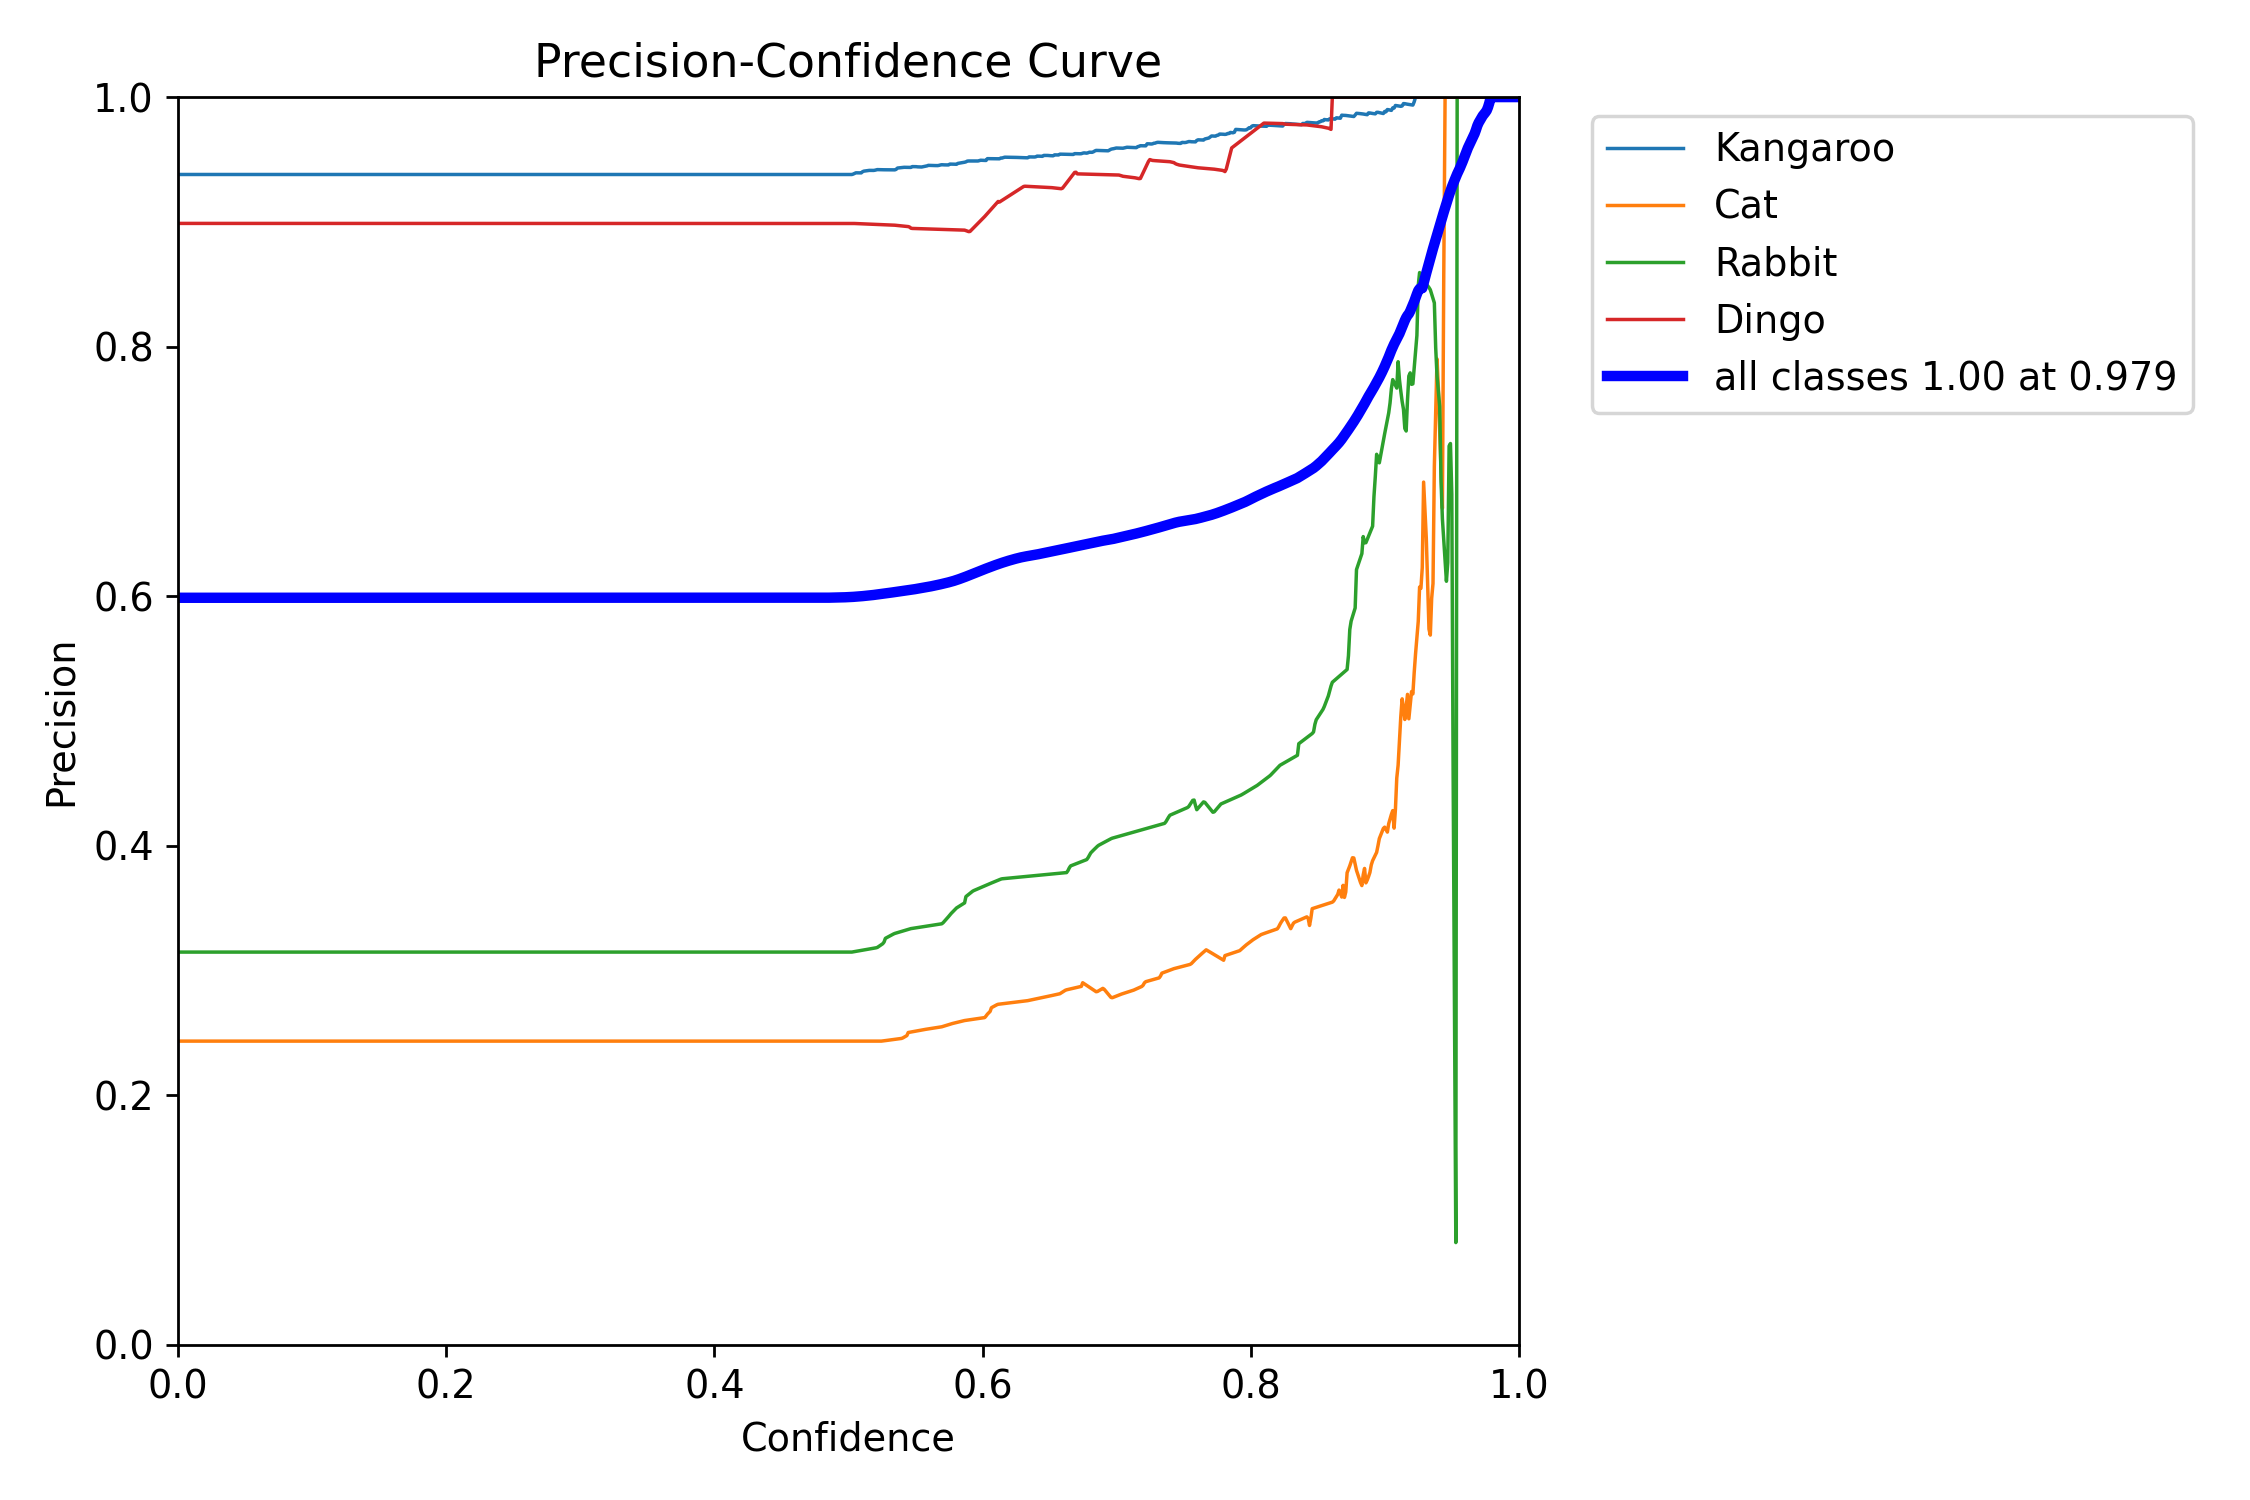 Precision-Confidence Curve
1.0
0.8
0.6
0.4
0.2
0.0
Precision
0.0 0.2 0.4 0.6 0.8 1.0
Confidence
Kangaroo
Cat
Rabbit
Dingo
all classes 1.00 at 0.979